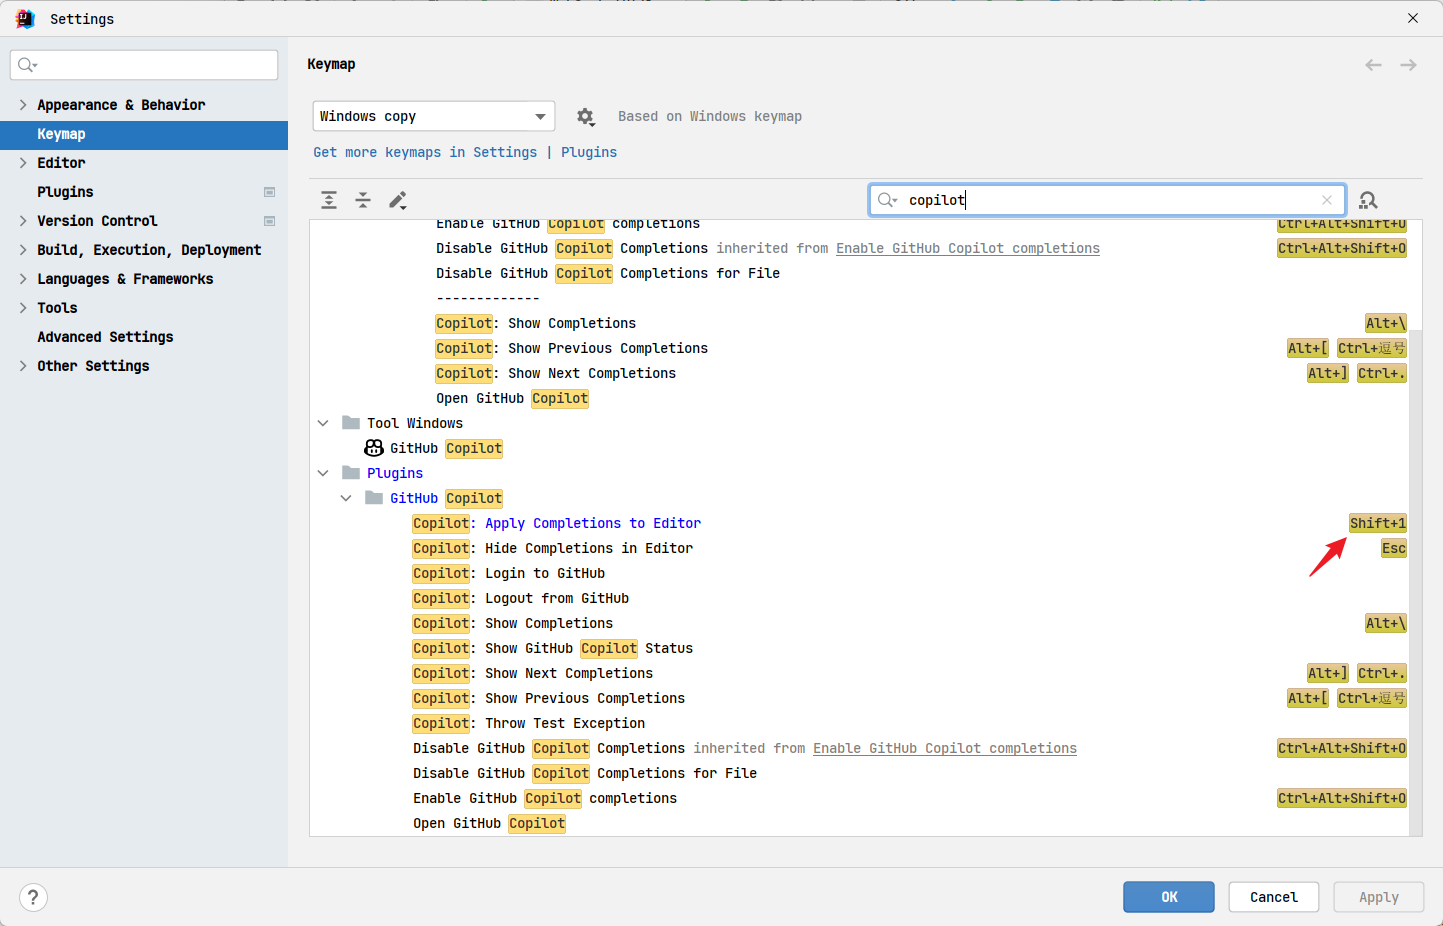 Settings
Keymap
Appearance & Behavior
Keymap
Editor
Plugins
Version Control
Build, Execution, Deployment
Languages & Frameworks
Tools
Advanced Settings
Other Settings
Windows copy
Based on Windows keymap
Get more keymaps in Settings | Plugins
copilot
Enable GitHub Copilot completions Ctrl+Alt+Shift+O
Disable GitHub Copilot Completions inherited from Enable GitHub Copilot completions Ctrl+Alt+Shift+O
Disable GitHub Copilot Completions for File
-------------
Copilot: Show Completions Alt+\
Copilot: Show Previous Completions Alt+[ Ctrl+逗号
Copilot: Show Next Completions Alt+] Ctrl+.
Open GitHub Copilot
Tool Windows
GitHub Copilot
Plugins
GitHub Copilot
Copilot: Apply Completions to Editor Shift+1
Copilot: Hide Completions in Editor Esc
Copilot: Login to GitHub
Copilot: Logout from GitHub
Copilot: Show Completions Alt+\
Copilot: Show GitHub Copilot Status
Copilot: Show Next Completions Alt+] Ctrl+.
Copilot: Show Previous Completions Alt+[ Ctrl+逗号
Copilot: Throw Test Exception
Disable GitHub Copilot Completions inherited from Enable GitHub Copilot completions Ctrl+Alt+Shift+O
Disable GitHub Copilot Completions for File
Enable GitHub Copilot completions Ctrl+Alt+Shift+O
Open GitHub Copilot
?
OK
Cancel
Apply